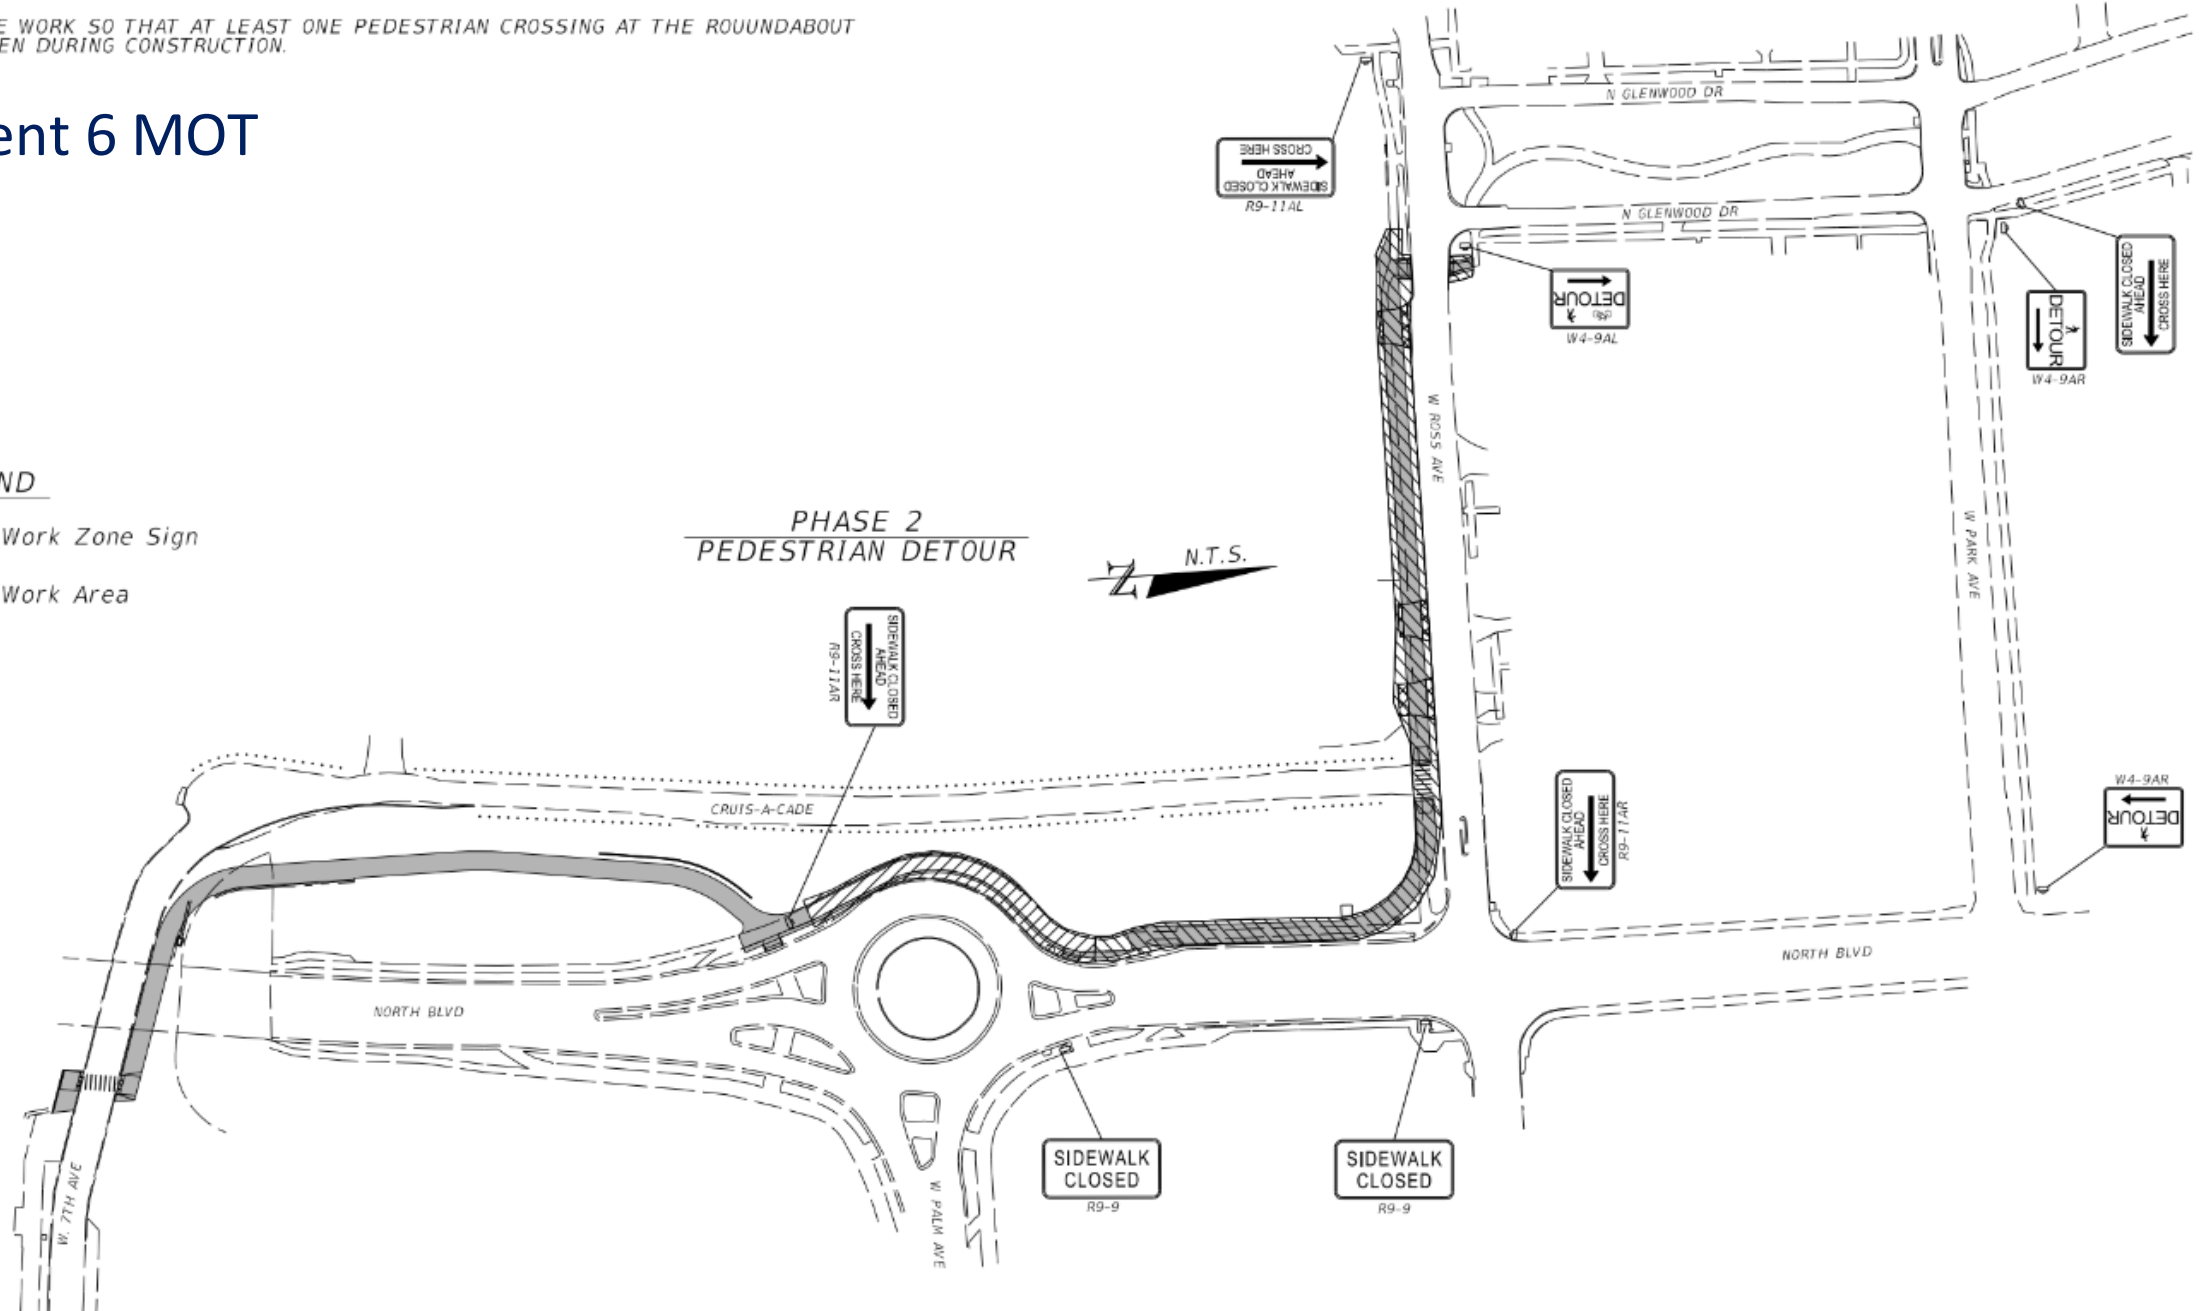 E WORK SO THAT AT LEAST ONE PEDESTRIAN CROSSING AT THE ROUUNDABOUT
EN DURING CONSTRUCTION.
ent 6 MOT
N GLENWOOD DR
CROSS HERE
AHEAD
SIDEWALK CLOSED
R9-11AL
N GLENWOOD DR
DETOUR
W4-9AL
DETOUR
W4-9AR
SIDEWALK CLOSED
AHEAD
CROSS HERE
W ROSS AVE
ND
Work Zone Sign
Work Area
PHASE 2
PEDESTRIAN DETOUR
N
N.T.S.
W PARK AVE
SIDEWALK CLOSED
AHEAD
CROSS HERE
R9-11AR
CRUIS-A-CADE
SIDEWALK CLOSED
AHEAD
CROSS HERE
R9-11AR
W4-9AR
DETOUR
NORTH BLVD
NORTH BLVD
W. 7TH AVE
W PALM AVE
SIDEWALK
CLOSED
R9-9
SIDEWALK
CLOSED
R9-9